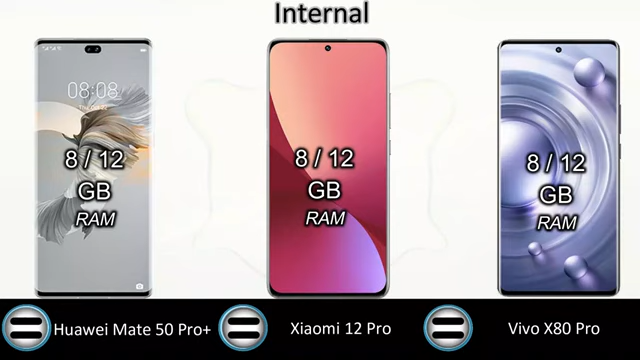 Internal
08:08
8 / 12
GB
RAM
8 / 12
GB
RAM
8 / 12
GB
RAM
Huawei Mate 50 Pro+
Xiaomi 12 Pro
Vivo X80 Pro